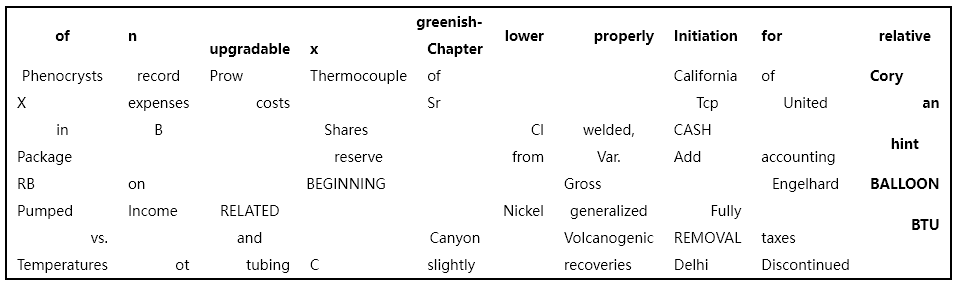 of n upgradable x greenish-Chapter lower properly Initiation for relative
Phenocrysts record Prow Thermocouple of California of Cory
X expenses costs Sr Tcp United an
in B Shares Cl welded, CASH hint
Package reserve from Var. Add accounting
RB on BEGINNING Gross Engelhard BALLOON
Pumped Income RELATED Nickel generalized Fully BTU
vs. and Canyon Volcanogenic REMOVAL taxes
Temperatures ot tubing C slightly recoveries Delhi Discontinued